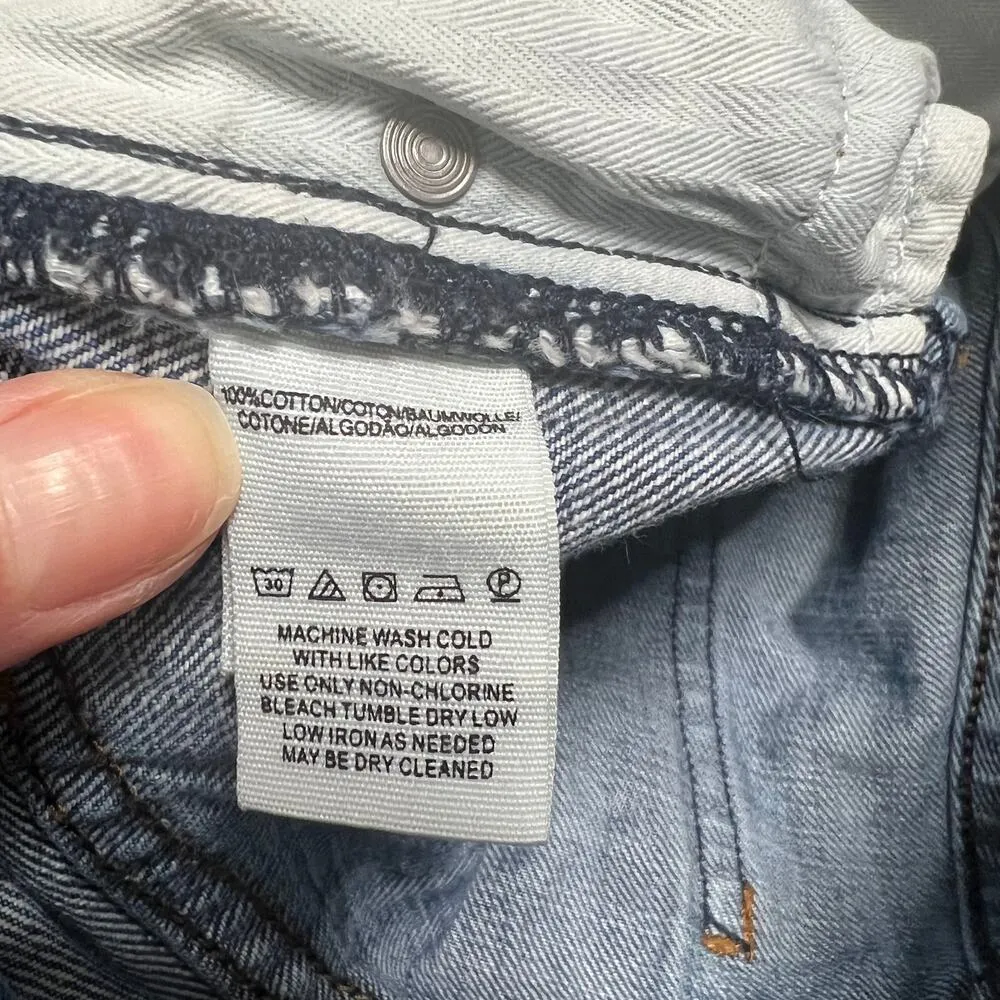 100%COTTON/COTON/BAUMWOLLE/
COTONE/ALGODÃO/ALGODON
30 P
MACHINE WASH COLD
WITH LIKE COLORS
USE ONLY NON-CHLORINE
BLEACH TUMBLE DRY LOW
LOW IRON AS NEEDED
MAY BE DRY CLEANED